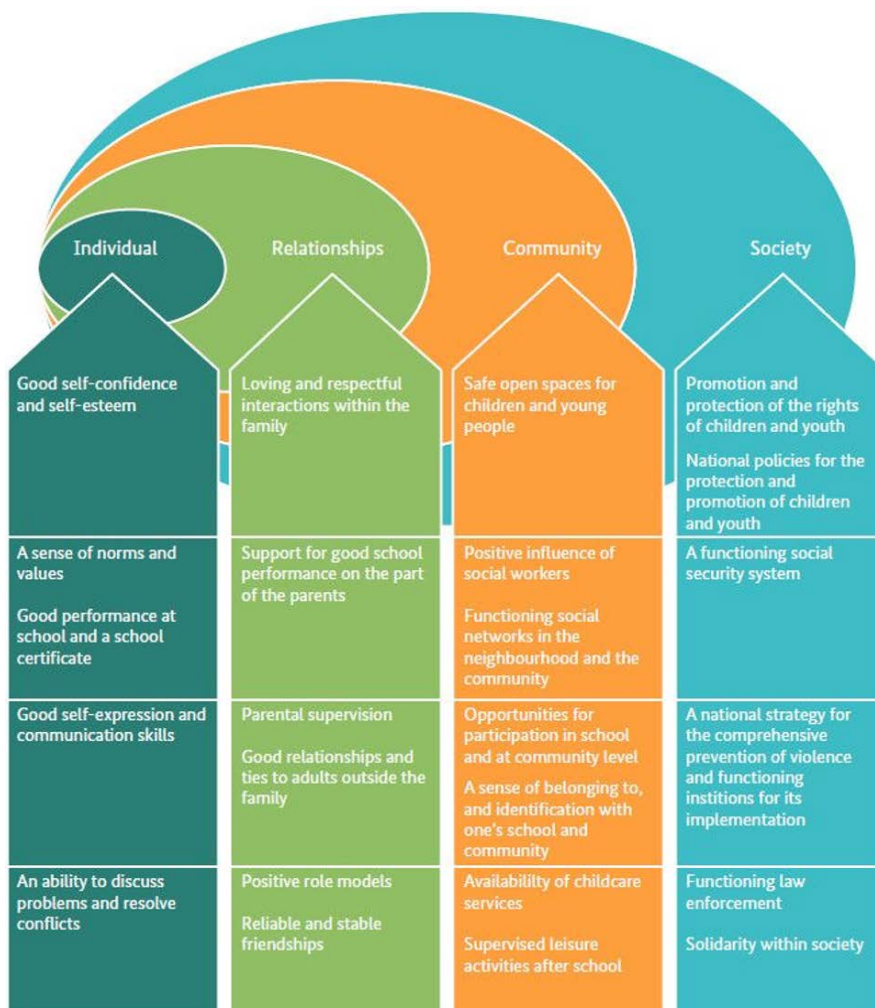 Individual
Relationships
Community
Society
Good self-confidence
and self-esteem
Loving and respectful
interactions within the
family
Safe open spaces for
children and young
people
Promotion and
protection of the rights
of children and youth
National policies for the
protection and
promotion of children
and youth
A sense of norms and
values
Good performance at
school and a school
certificate
Support for good school
performance on the part
of the parents
Positive influence of
social workers
Functioning social
networks in the
neighbourhood and the
community
A functioning social
security system
Good self-expression and
communication skills
Parental supervision
Good relationships and
ties to adults outside the
family
Opportunities for
participation in school
and at community level
A sense of belonging to,
and identification with
one's school and
community
A national strategy for
the comprehensive
prevention of violence
and functioning
institions for its
implementation
An ability to discuss
problems and resolve
conflicts
Positive role models
Reliable and stable
friendships
Availabilty of childcare
services
Supervised leisure
activities after school
Functioning law
enforcement
Solidarity within society